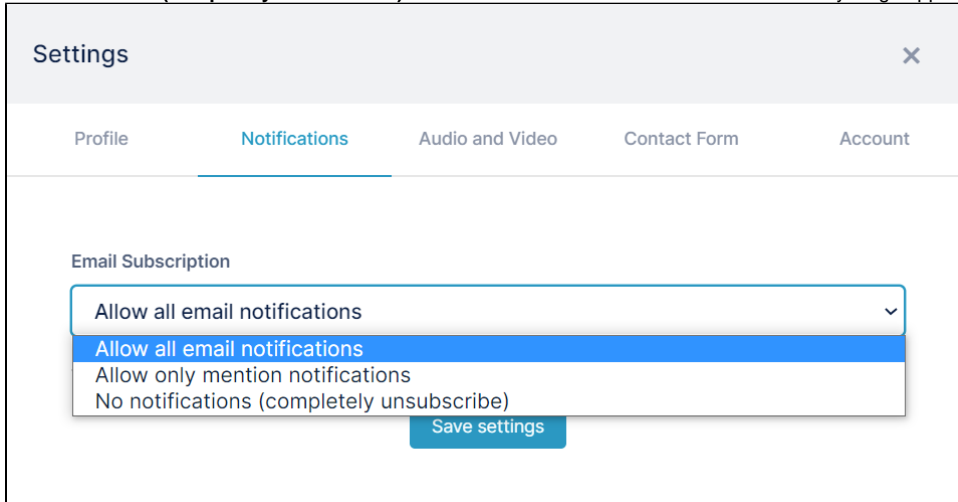 Settings
Profile Notifications Audio and Video Contact Form Account
Email Subscription
Allow all email notifications
Allow all email notifications
Allow only mention notifications
No notifications (completely unsubscribe)
Save settings